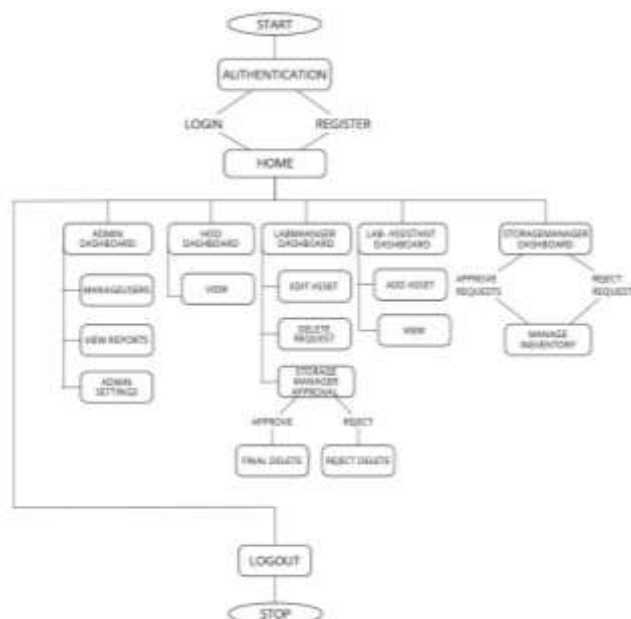 START
AUTHENTICATION
LOGIN
REGISTER
HOME
ADMIN
DASHBOARD
HOD
DASHBOARD
LABMANGER
DASHBOARD
LAB- ASSISTANT
DASHBOARD
STORAGEMANAGER
DASHBOARD
MANAGEUSERS
VIEW
EDIT ASSET
ADD ASSET
APPROVE
REQUESTS
REJECT
REQUEST
VIEW REPORTS
DELETE
REQUEST
VIEW
MANAGE
INEVENTORY
ADMIN
SETTINGS
STORAGE
MANAGER
APPROVAL
APPROVE
REJECT
FINAL DELETE
REJECT DELETE
LOGOUT
STOP